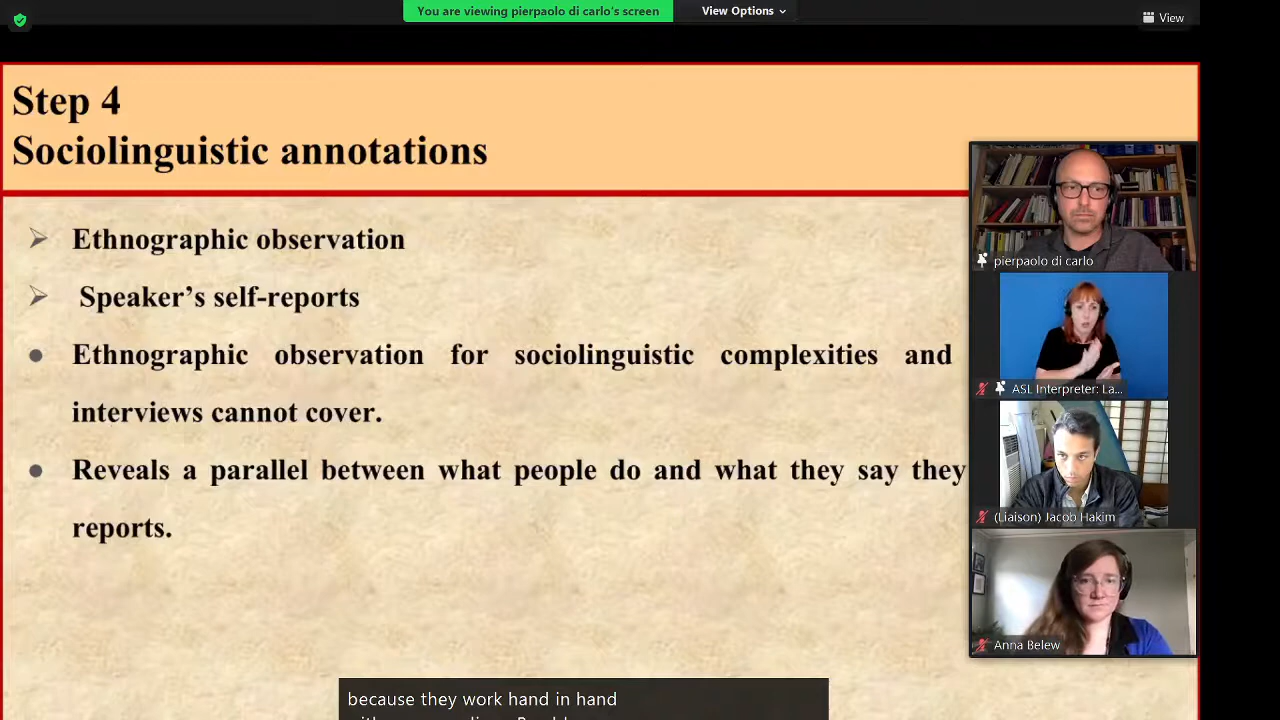 You are viewing pierpaolo di carlo's screen
View Options
View
Step 4
Sociolinguistic annotations
Ethnographic observation
Speaker's self-reports
Ethnographic observation for sociolinguistic complexities and
interviews cannot cover.
Reveals a parallel between what people do and what they say they
reports.
pierpaolo di carlo
ASL Interpreter: La...
(Liaison) Jacob Hakim
Anna Belew
because they work hand in hand